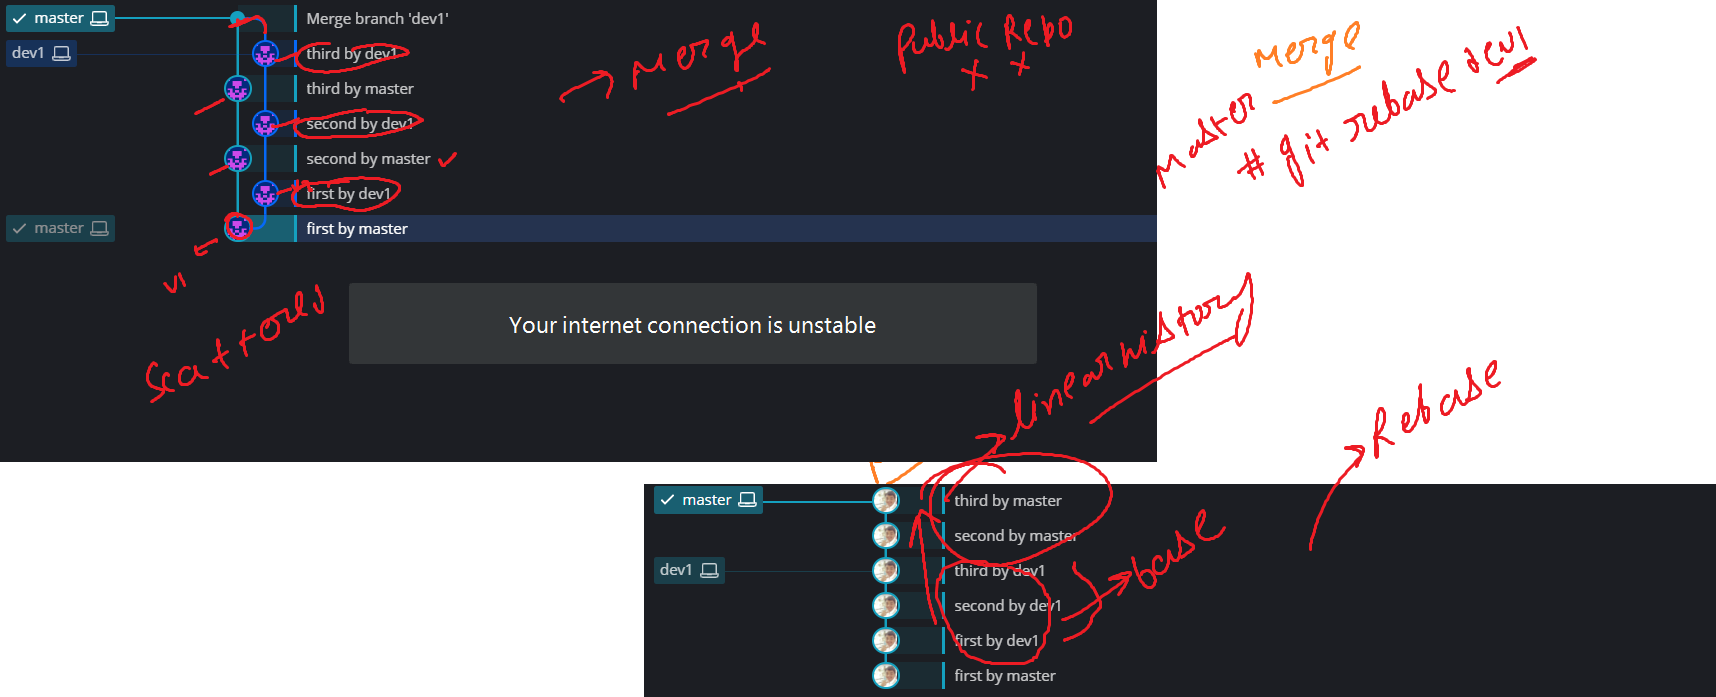 master
Merge branch 'dev1'
dev1
third by dev1
third by master
second by dev1
second by master
first by dev1
master
first by master
Merge
Public Repo
Merge
Master
# git rebase dev1
V1
Your internet connection is unstable
linear history
Rebase
master
third by master
second by master
dev1
third by dev1
base
second by dev1
first by dev1
first by master